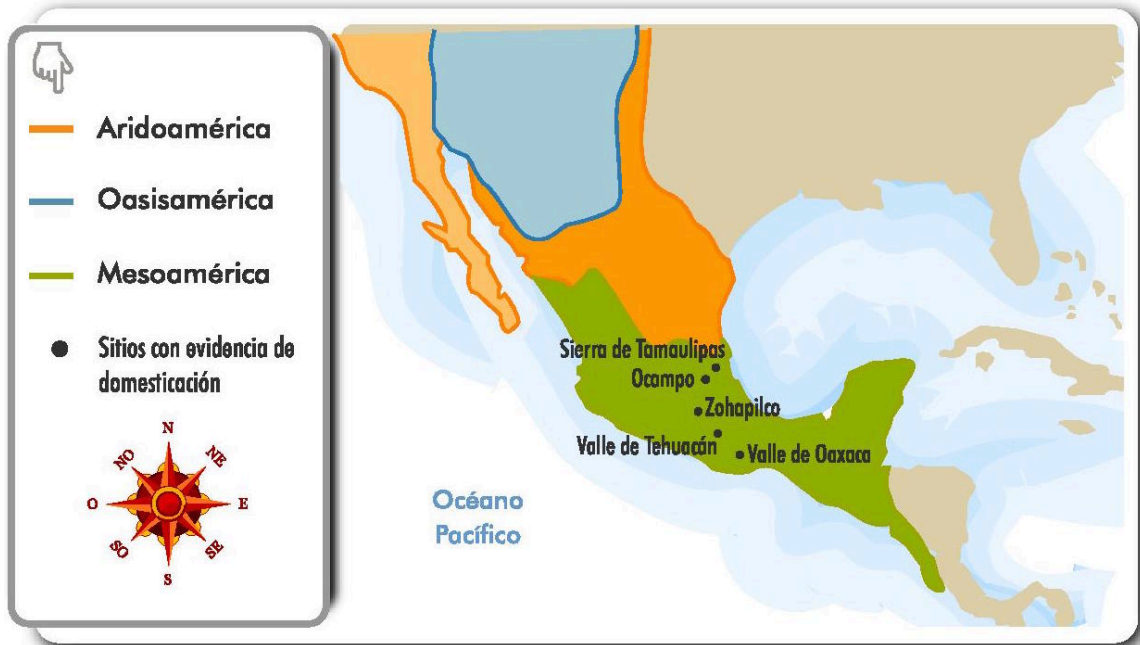 Aridoamérica
Oasisamérica
Mesoamérica
Sitios con evidencia de
domesticación
N
NO
NE
O
E
SO
SE
S
Sierra de Tamaulipas
Ocampo
Zohapilco
Valle de Tehuacán
Valle de Oaxaca
Océano
Pacífico